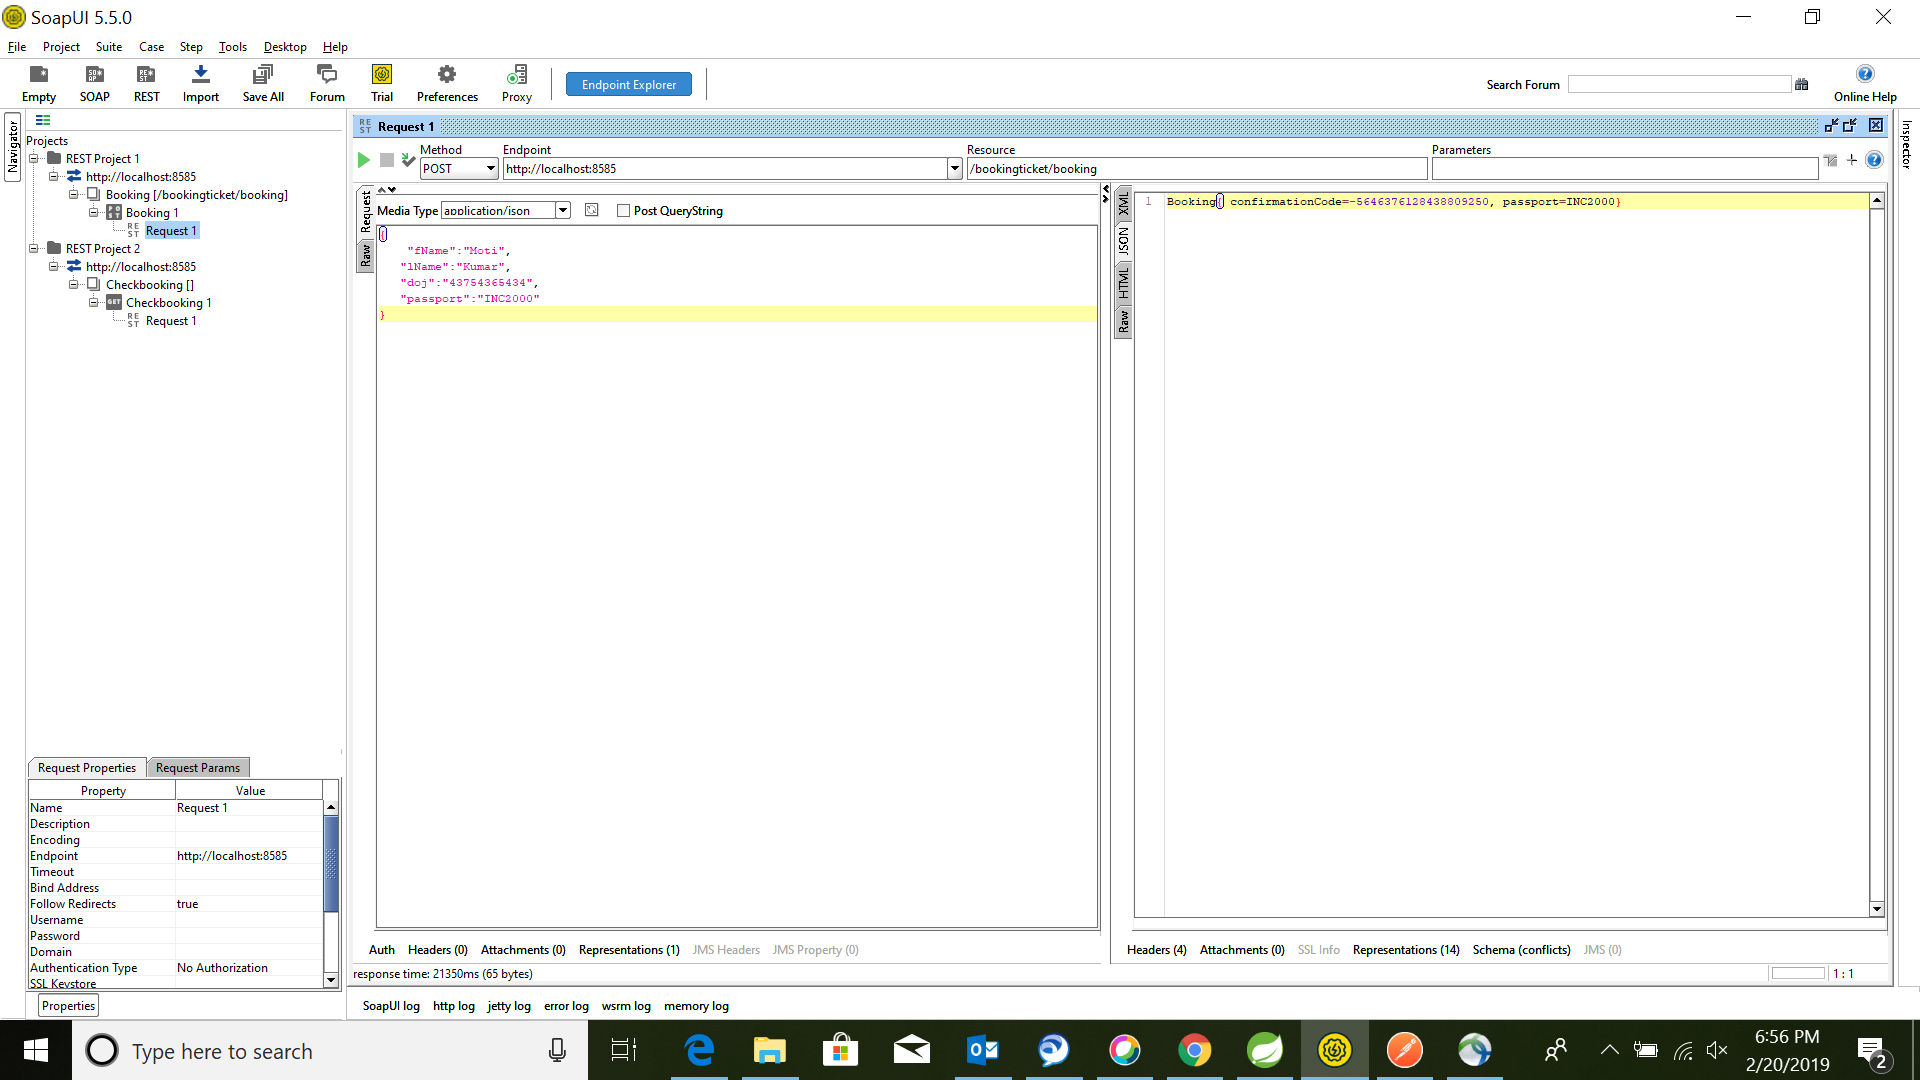 SoapUI 5.5.0
File Project Suite Case Step Tools Desktop Help
Empty SOAP REST Import Save All Forum Trial Preferences Proxy Endpoint Explorer Search Forum Online Help
Navigator
Projects
REST Project 1
http://localhost:8585
Booking [/bookingticket/booking]
Booking 1
Request 1
REST Project 2
http://localhost:8585
Checkbooking []
Checkbooking 1
Request 1
Request Properties Request Params
Property Value
Name Request 1
Description
Encoding
Endpoint http://localhost:8585
Timeout
Bind Address
Follow Redirects true
Username
Password
Domain
Authentication Type No Authorization
SSL Keystore
Properties
Request 1
Method Endpoint Resource Parameters
POST http://localhost:8585 /bookingticket/booking
Request
Raw
Media Type application/json Post QueryString
{
"fName":"Moti",
"lName":"Kumar",
"doj":"43754365434",
"passport":"INC2000"
}
XML
JSON
HTML
Raw
1 Booking{ confirmationCode=-5646376128438809250, passport=INC2000}
Inspector
Auth Headers (0) Attachments (0) Representations (1) JMS Headers JMS Property (0)
Headers (4) Attachments (0) SSL Info Representations (14) Schema (conflicts) JMS (0)
response time: 21350ms (65 bytes)
1 : 1
SoapUI log http log jetty log error log wsrm log memory log
Type here to search
6:56 PM
2/20/2019
2